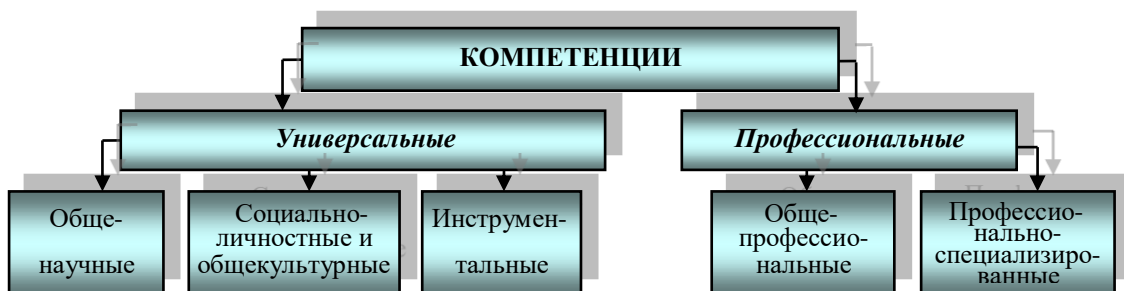 КОМПЕТЕНЦИИ
Универсальные
Профессиональные
Обще-
научные
Социально-
личностные и
общекультурные
Инструмен-
тальные
Обще-
профессио-
нальные
Профессио-
нально-
специализиро-
ванные